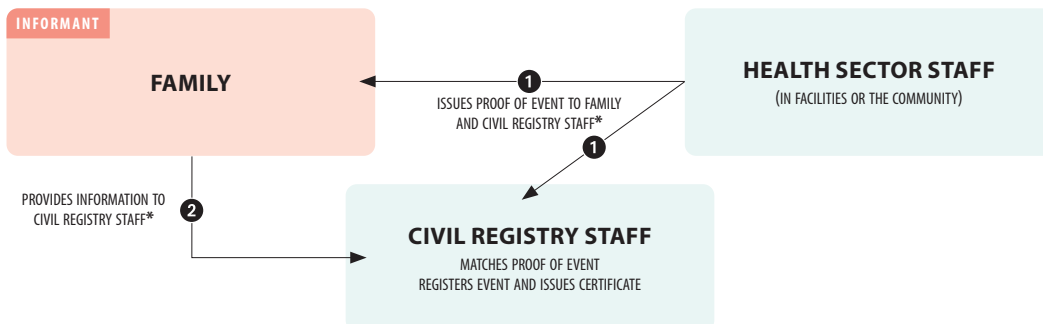 INFORMANT
FAMILY
HEALTH SECTOR STAFF
(IN FACILITIES OR THE COMMUNITY)
1
ISSUES PROOF OF EVENT TO FAMILY
AND CIVIL REGISTRY STAFF*
1
PROVIDES INFORMATION TO
CIVIL REGISTRY STAFF*
2
CIVIL REGISTRY STAFF
MATCHES PROOF OF EVENT
REGISTERS EVENT AND ISSUES CERTIFICATE